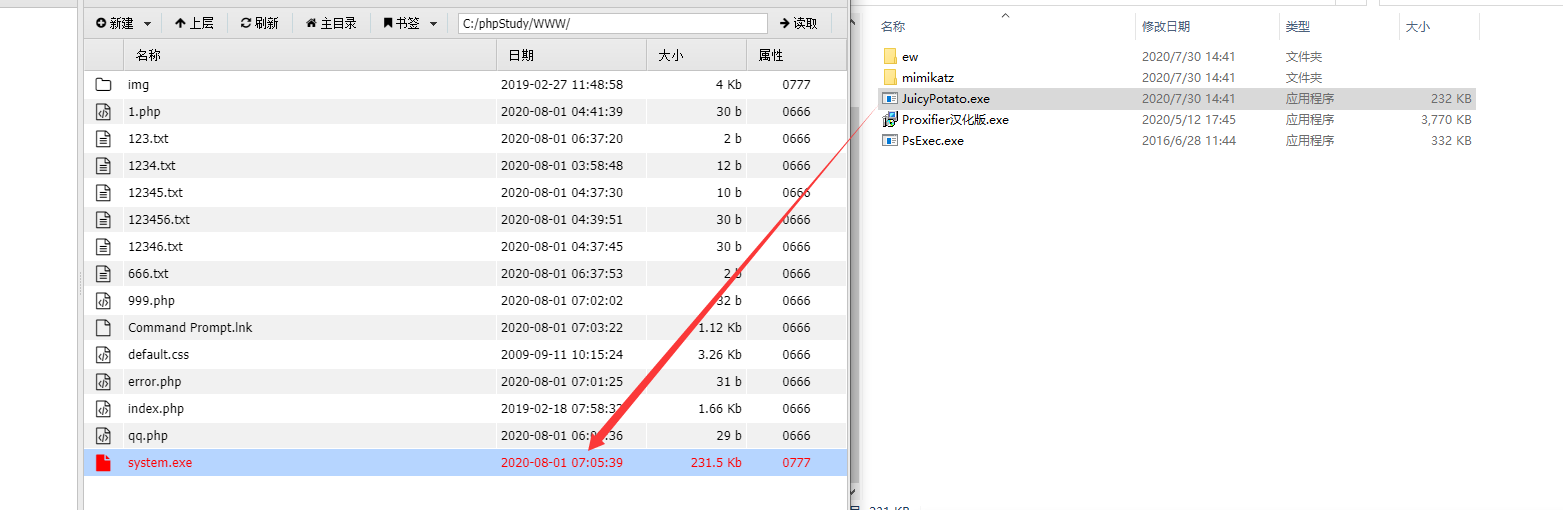 新建 上层 刷新 主目录 书签 C:/phpStudy/WWW/ 读取
名称 日期 大小 属性
img 2019-02-27 11:48:58 4 Kb 0777
1.php 2020-08-01 04:41:39 30 b 0666
123.txt 2020-08-01 06:37:20 2 b 0666
1234.txt 2020-08-01 03:58:48 12 b 0666
12345.txt 2020-08-01 04:37:30 10 b 0666
123456.txt 2020-08-01 04:39:51 30 b 0666
12346.txt 2020-08-01 04:37:45 30 b 0666
666.txt 2020-08-01 06:37:53 2 b 0666
999.php 2020-08-01 07:02:02 32 b 0666
Command Prompt.lnk 2020-08-01 07:03:22 1.12 Kb 0666
default.css 2009-09-11 10:15:24 3.26 Kb 0666
error.php 2020-08-01 07:01:25 31 b 0666
index.php 2019-02-18 1.66 Kb 0666
qq.php 2020-08-01 29 b 0666
system.exe 2020-08-01 07:05:39 231.5 Kb 0777
名称 修改日期 类型 大小
ew 2020/7/30 14:41 文件夹
mimikatz 2020/7/30 14:41 文件夹
JuicyPotato.exe 2020/7/30 14:41 应用程序 232 KB
Proxifier汉化版.exe 2020/5/12 17:45 应用程序 3,770 KB
PsExec.exe 2016/6/28 11:44 应用程序 332 KB